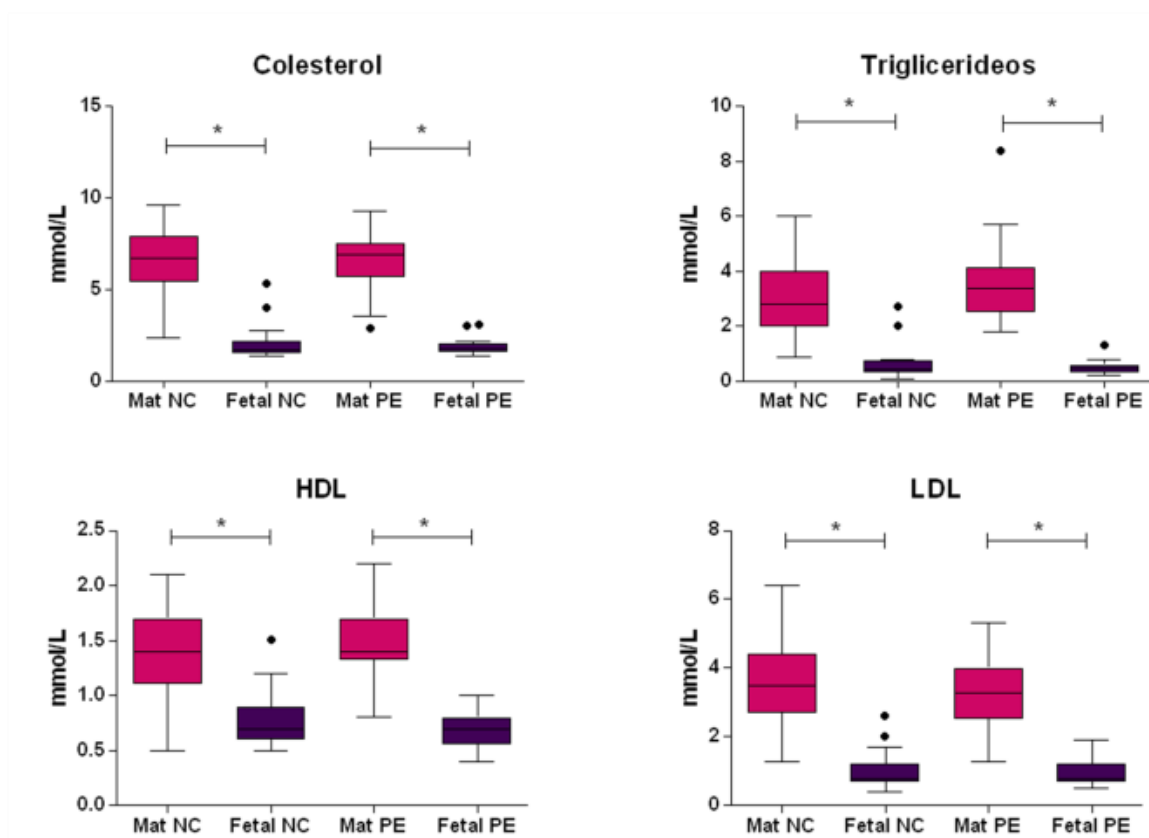 Colesterol
15
10
5
0
mmol/L
*
*
Mat NC Fetal NC Mat PE Fetal PE
Triglicerideos
10
8
6
4
2
0
mmol/L
*
*
Mat NC Fetal NC Mat PE Fetal PE
HDL
2.5
2.0
1.5
1.0
0.5
0.0
mmol/L
*
*
Mat NC Fetal NC Mat PE Fetal PE
LDL
8
6
4
2
0
mmol/L
*
*
Mat NC Fetal NC Mat PE Fetal PE